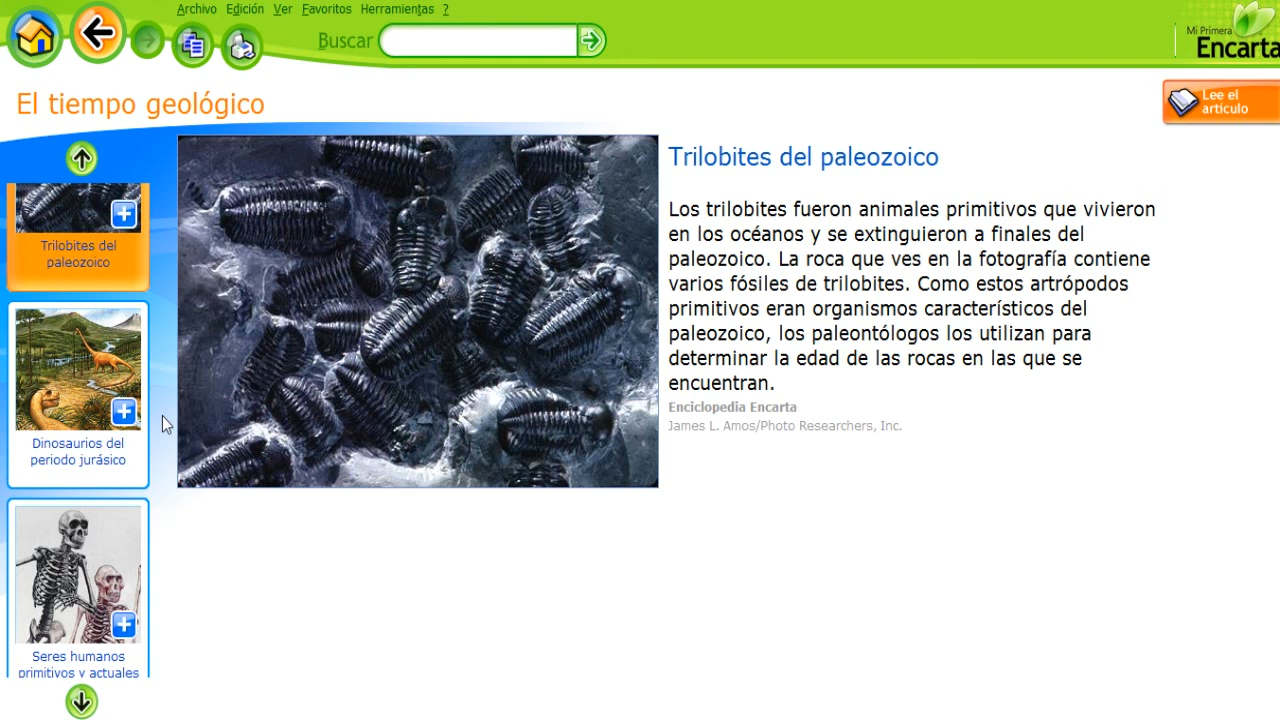 Archivo Edición Ver Favoritos Herramientas ?
Buscar
Mi Primera
Encarta
El tiempo geológico
Lee el
artículo
Trilobites del
paleozoico
Dinosaurios del
periodo jurásico
Seres humanos
primitivos y actuales
Trilobites del paleozoico
Los trilobites fueron animales primitivos que vivieron
en los océanos y se extinguieron a finales del
paleozoico. La roca que ves en la fotografía contiene
varios fósiles de trilobites. Como estos artrópodos
primitivos eran organismos característicos del
paleozoico, los paleontólogos los utilizan para
determinar la edad de las rocas en las que se
encuentran.
Enciclopedia Encarta
James L. Amos/Photo Researchers, Inc.